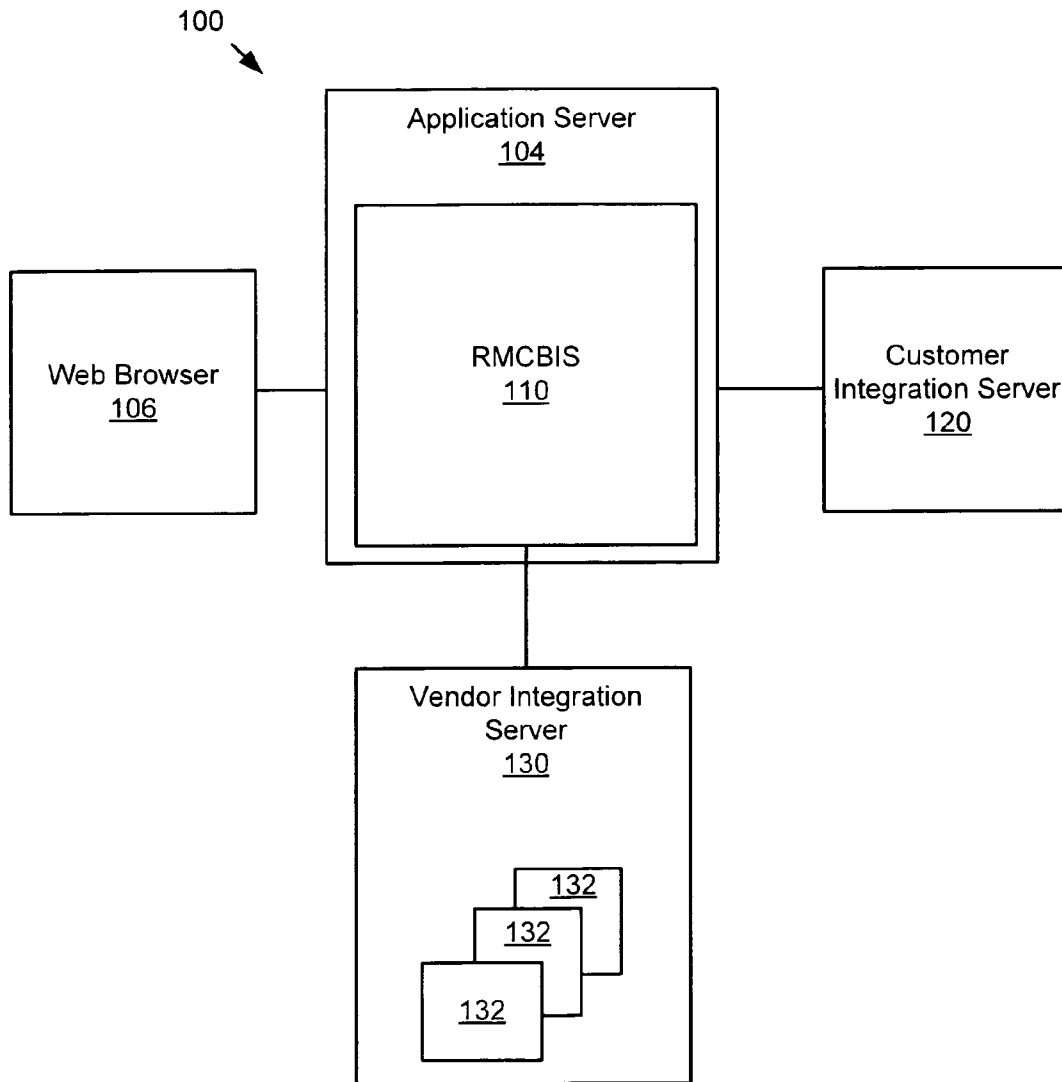 100
Application Server
104
RMCBIS
110
Web Browser
106
Customer
Integration Server
120
Vendor Integration
Server
130
132
132
132